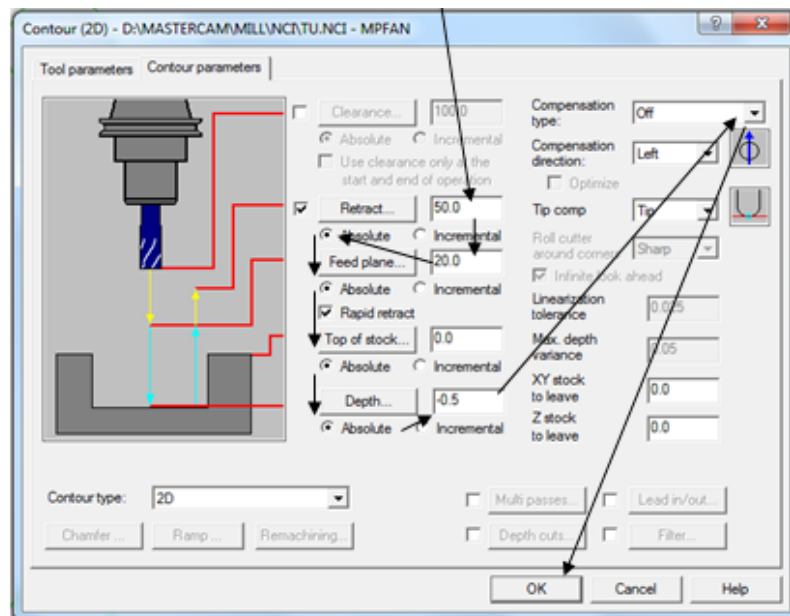 Contour (2D) - D:\MASTERCAM\MILL\NCI\TU.NCI - MPFAN
Tool parameters
Contour parameters
Clearance...
100.0
Absolute
Incremental
Use clearance only at the
start and end of operation
Retract...
50.0
Absolute
Incremental
Feed plane...
20.0
Absolute
Incremental
Rapid retract
Top of stock...
0.0
Absolute
Incremental
Depth...
-0.5
Absolute
Incremental
Compensation
type:
Off
Compensation
direction:
Left
Optimize
Tip comp
Tip
Roll cutter
around corners
Sharp
Infinite look ahead
Linearization
tolerance
0.025
Max. depth
variance
0.05
XY stock
to leave
0.0
Z stock
to leave
0.0
Contour type:
2D
Chamfer ...
Ramp ...
Remachining...
Multi passes...
Lead in/out...
Depth cuts...
Filter...
OK
Cancel
Help